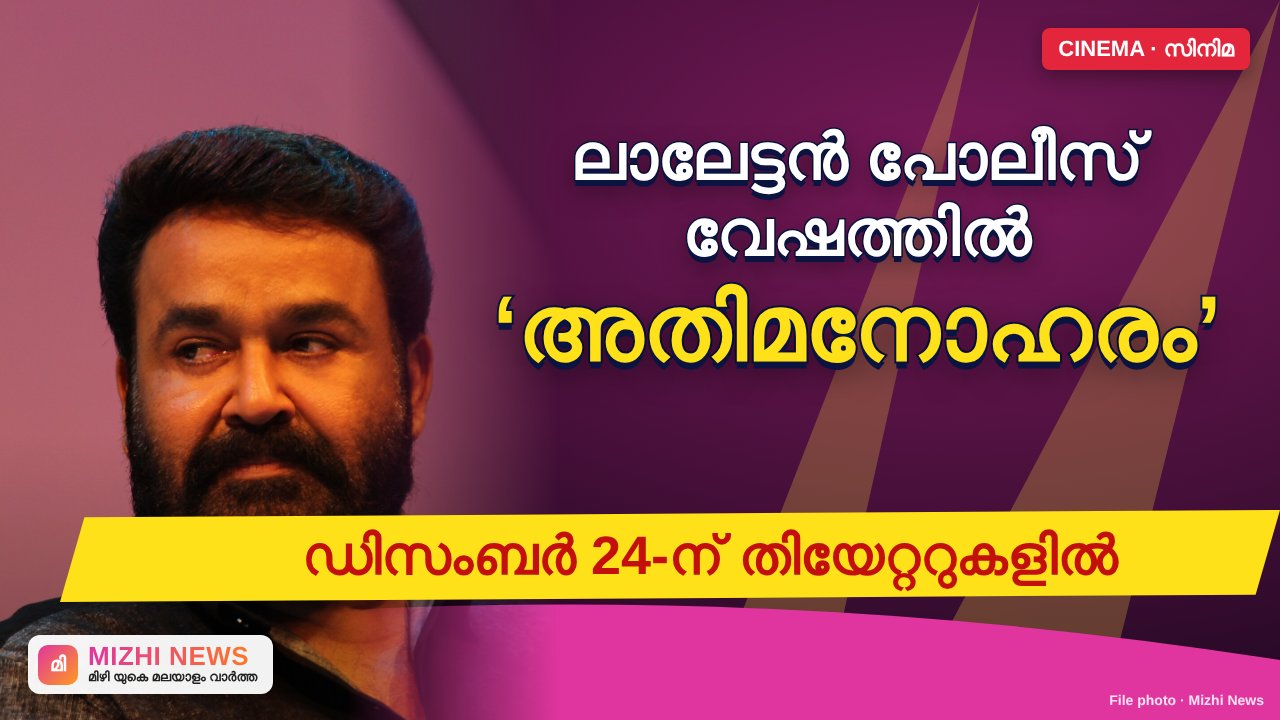 CINEMA · സിനിമ
ലാലേട്ടൻ പോലീസ്
വേഷത്തിൽ
‘അതിമനോഹരം’
ഡിസംബർ 24-ന് തിയേറ്ററുകളിൽ
മി
MIZHI NEWS
മിഴി യുകെ മലയാളം വാർത്ത
File photo · Mizhi News